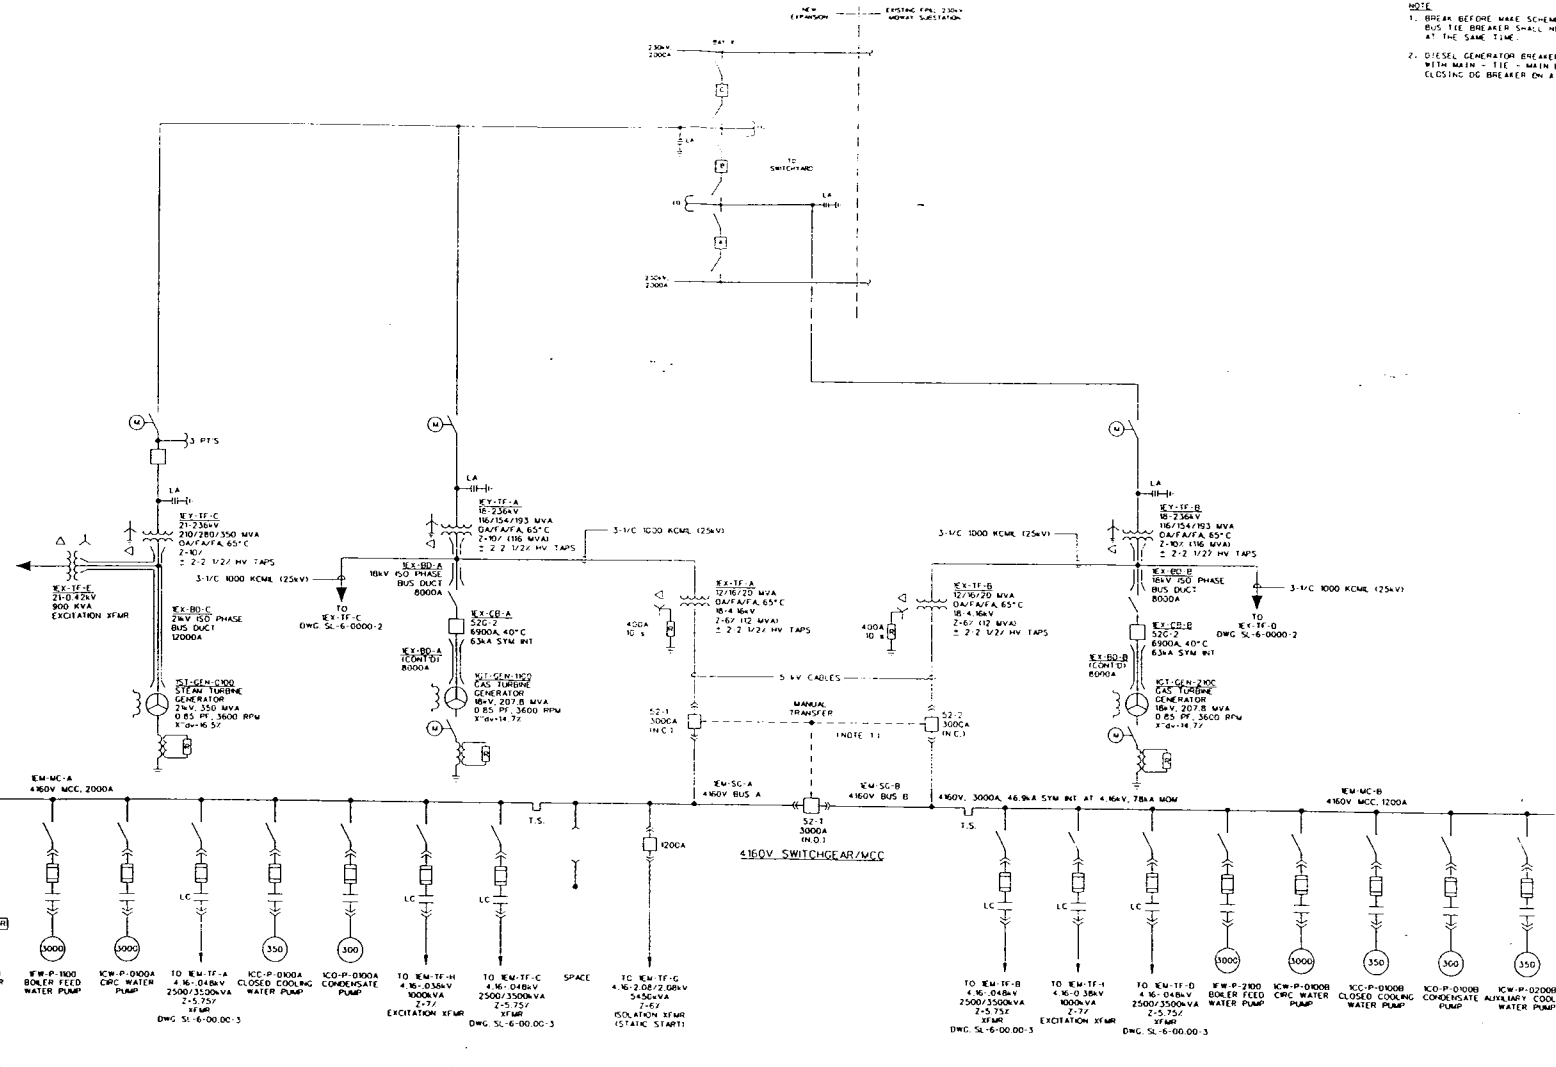 NEW
EXPANSION
EXISTING FP&L 230kV
MIDWAY SUBSTATION
NOTE
1. BREAK BEFORE MAKE SCHEM
BUS TIE BREAKER SHALL
AT THE SAME TIME.
2. DIESEL GENERATOR BREAKE
WITH MAIN - TIE - MAIN
CLOSING DG BREAKER ON A
BAY
230kV,
2000A
C
LA
B
TO
SWITCHYARD
LA
A
230kV,
2000A
M
3 PT'S
LA
1EY-TF-C
21-236kV
210/280/350 MVA
OA/FA/FA, 65°C
Z-10%
± 2-2 1/2% HV TAPS
1EX-TF-E
21-0.42kV
900 KVA
EXCITATION XFMR
1EX-BD-C
21kV ISO PHASE
BUS DUCT
12000A
1ST-GEN-0100
STEAM TURBINE
GENERATOR
21kV, 350 MVA
0.85 PF, 3600 RPM
X"dv-16.5%
R
M
LA
1EY-TF-A
18-236kV
116/154/193 MVA
OA/FA/FA, 65°C
Z-10% (116 MVA)
± 2-2 1/2% HV TAPS
3-1/C 1000 KCMIL (25kV)
3-1/C 1000 KCMIL (25kV)
TO
1EX-TF-C
DWG. SL-6-0000-2
1EX-BD-A
18kV ISO PHASE
BUS DUCT
8000A
1EX-CB-A
52G-2
6900A, 40°C
63kA SYM INT
1EX-BD-A
(CONT'D)
8000A
1GT-GEN-1100
GAS TURBINE
GENERATOR
18kV, 207.8 MVA
0.85 PF, 3600 RPM
X"dv-14.7%
M
R
1EX-TF-A
12/16/20 MVA
OA/FA/FA, 65°C
18-4.16kV
Z-6% (12 MVA)
± 2-2 1/2% HV TAPS
400A
10 s
R
1EX-TF-B
12/16/20 MVA
OA/FA/FA, 65°C
18-4.16kV
Z-6% (12 MVA)
± 2-2 1/2% HV TAPS
400A
10 s
R
3-1/C 1000 KCMIL (25kV)
M
LA
1EY-TF-B
18-236kV
116/154/193 MVA
OA/FA/FA, 65°C
Z-10% (116 MVA)
± 2-2 1/2% HV TAPS
1EX-BD-B
18kV ISO PHASE
BUS DUCT
8000A
3-1/C 1000 KCMIL (25kV)
TO
1EY-TF-D
DWG SL-6-0000-2
1EX-CB-B
52G-2
6900A, 40°C
63kA SYM INT
1EX-BD-B
(CONT'D)
8000A
1GT-GEN-2100
GAS TURBINE
GENERATOR
18kV, 207.8 MVA
0.85 PF, 3600 RPM
X"dv-14.7%
M
R
5 kV CABLES
52-1
3000A
(N.C.)
MANUAL
TRANSFER
(NOTE 1)
52-2
3000A
(N.C.)
1EM-MC-A
4160V MCC, 2000A
1EM-SG-A
4160V BUS A
1EM-SG-B
4160V BUS B
4160V, 3000A, 46.9kA SYM INT AT 4.16kV, 78kA MOM
1EM-MC-B
4160V MCC, 1200A
T.S.
52-1
3000A
(N.O.)
T.S.
4160V SWITCHGEAR/MCC
1200A
LC
LC
LC
LC
LC
LC
3000
1FW-P-1100
BOILER FEED
WATER PUMP
3000
1CW-P-0100A
CIRC WATER
PUMP
TO 1EM-TF-A
4.16-.048kV
2500/3500kVA
Z-5.75%
XFMR
DWG SL-6-00.00-3
350
1CC-P-0100A
CLOSED COOLING
WATER PUMP
300
1CO-P-0100A
CONDENSATE
PUMP
TO 1EM-TF-H
4.16-.038kV
1000kVA
Z-7%
EXCITATION XFMR
TO 1EM-TF-C
4.16-.048kV
2500/3500kVA
Z-5.75%
XFMR
DWG. SL-6-00.00-3
SPACE
TO 1EM-TF-G
4.16-2.08/2.08kV
5450kVA
Z-6%
ISOLATION XFMR
(STATIC START)
TO 1EM-TF-B
4.16-.048kV
2500/3500kVA
Z-5.75%
XFMR
DWG. SL-6-00.00-3
TO 1EM-TF-I
4.16-0.38kV
1000kVA
Z-7%
EXCITATION XFMR
TO 1EM-TF-D
4.16-.048kV
2500/3500kVA
Z-5.75%
XFMR
DWG. SL-6-00.00-3
3000
1FW-P-2100
BOILER FEED
WATER PUMP
3000
1CW-P-0100B
CIRC WATER
PUMP
350
1CC-P-0100B
CLOSED COOLING
WATER PUMP
300
1CO-P-0100B
CONDENSATE
PUMP
350
1CW-P-0200B
AUXILIARY COOL
WATER PUMP